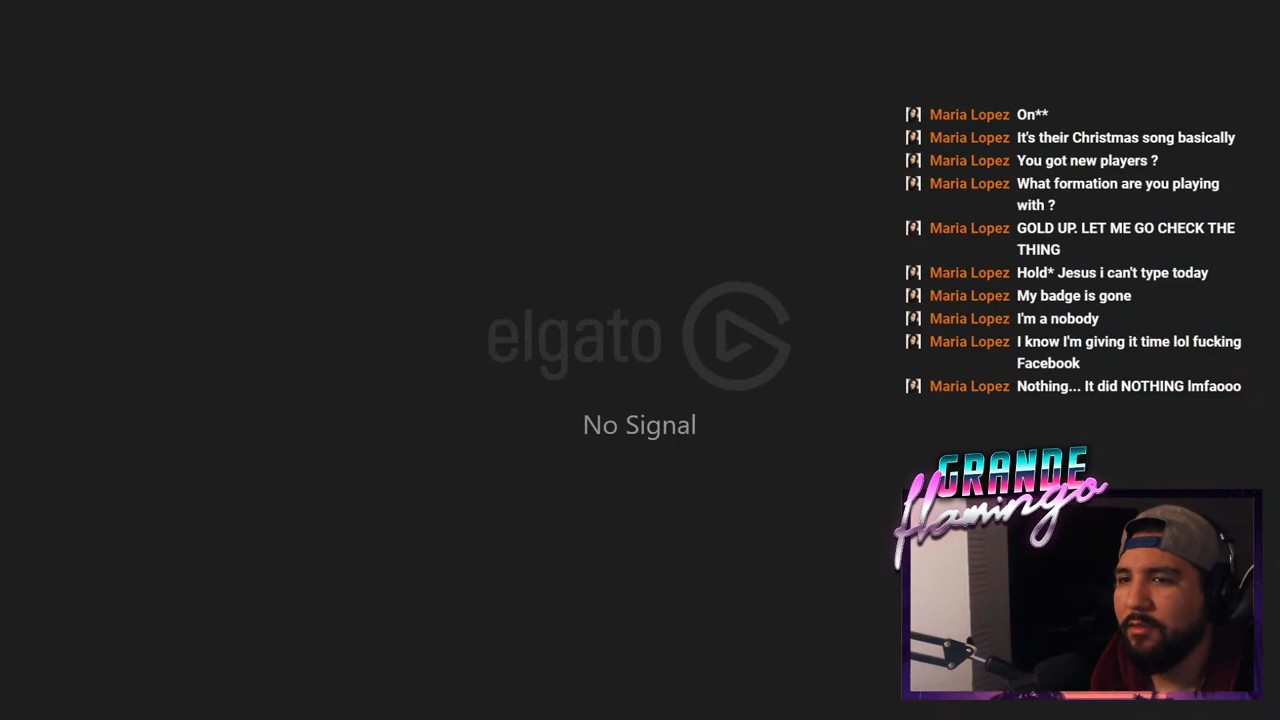 Maria Lopez On**
Maria Lopez It's their Christmas song basically
Maria Lopez You got new players ?
Maria Lopez What formation are you playing
with ?
Maria Lopez GOLD UP. LET ME GO CHECK THE
THING
Maria Lopez Hold* Jesus i can't type today
Maria Lopez My badge is gone
Maria Lopez I'm a nobody
Maria Lopez I know I'm giving it time lol fucking
Facebook
Maria Lopez Nothing... It did NOTHING lmfaooo
elgato
No Signal
GRANDE
flamingo